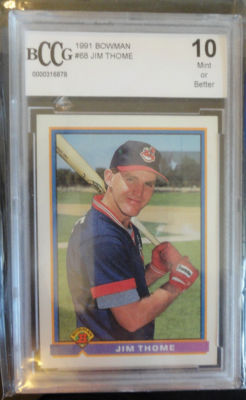 BCCG
0000316878
1991 BOWMAN
#68 JIM THOME
10
Mint
or
Better
JIM THOME